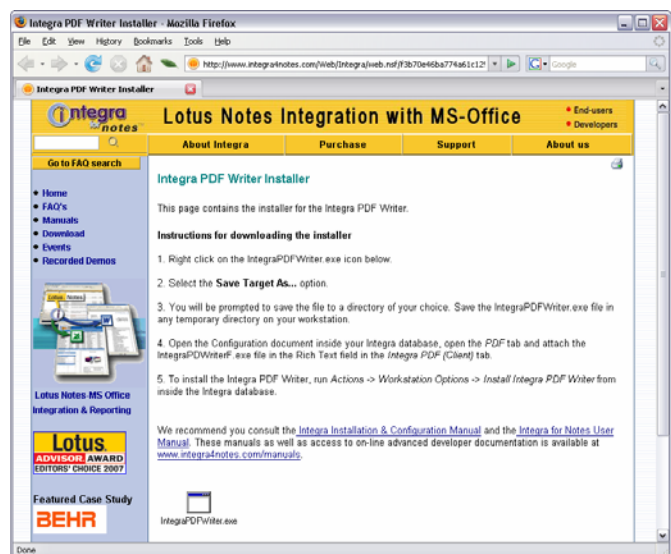 Integra PDF Writer Installer - Mozilla Firefox
File Edit View History Bookmarks Tools Help
http://www.integra4notes.com/Web/Integra/web.nsf/f3b70e46ba774a61c12
Google
Integra PDF Writer Installer
Integra
for notes
Lotus Notes Integration with MS-Office
End-users
Developers
About Integra Purchase Support About us
Go to FAQ search
Home
FAQ's
Manuals
Download
Events
Recorded Demos
Lotus Notes-MS Office
Integration & Reporting
Lotus.
ADVISOR. AWARD
EDITORS' CHOICE 2007
Featured Case Study
BEHR
Integra PDF Writer Installer
This page contains the installer for the Integra PDF Writer.
Instructions for downloading the installer
1. Right click on the IntegraPDFWriter.exe icon below.
2. Select the Save Target As... option.
3. You will be prompted to save the file to a directory of your choice. Save the IntegraPDFWriter.exe file in
any temporary directory on your workstation.
4. Open the Configuration document inside your Integra database, open the PDF tab and attach the
IntegraPDWriterF.exe file in the Rich Text field in the Integra PDF (Client) tab.
5. To install the Integra PDF Writer, run Actions -> Workstation Options -> Install Integra PDF Writer from
inside the Integra database.
We recommend you consult the Integra Installation & Configuration Manual and the Integra for Notes User
Manual. These manuals as well as access to on-line advanced developer documentation is available at
www.integra4notes.com/manuals.
IntegraPDFWriter.exe
Done